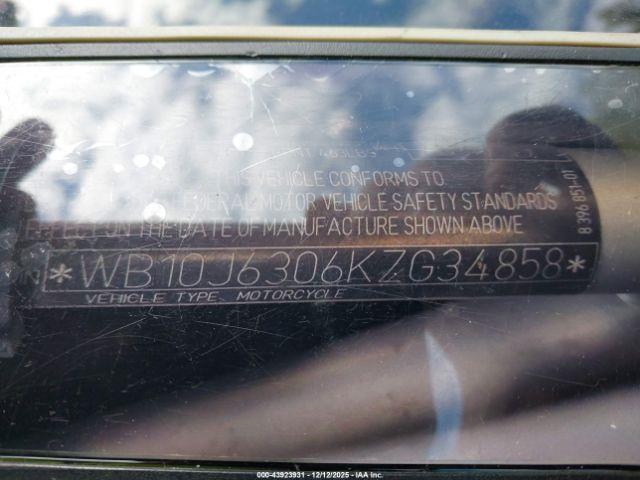 THIS VEHICLE CONFORMS TO
FEDERAL MOTOR VEHICLE SAFETY STANDARDS
EFFECT ON THE DATE OF MANUFACTURE SHOWN ABOVE
8 396 851-01
*WB10J6306KZG34858*
VEHICLE TYPE MOTORCYCLE
000-43923931 - 12/12/2025 - IAA Inc.